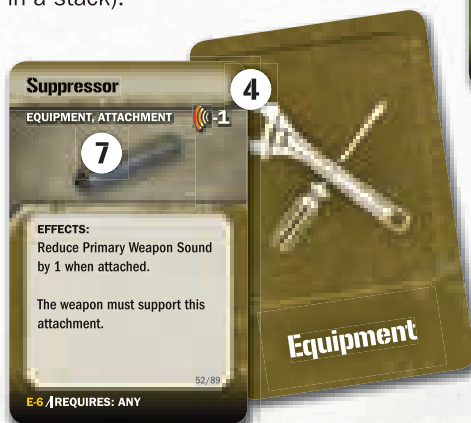 in a stack).
Suppressor
4
EQUIPMENT, ATTACHMENT -1
7
EFFECTS:
Reduce Primary Weapon Sound
by 1 when attached.
The weapon must support this
attachment.
52/89
E-6/REQUIRES: ANY
Equipment